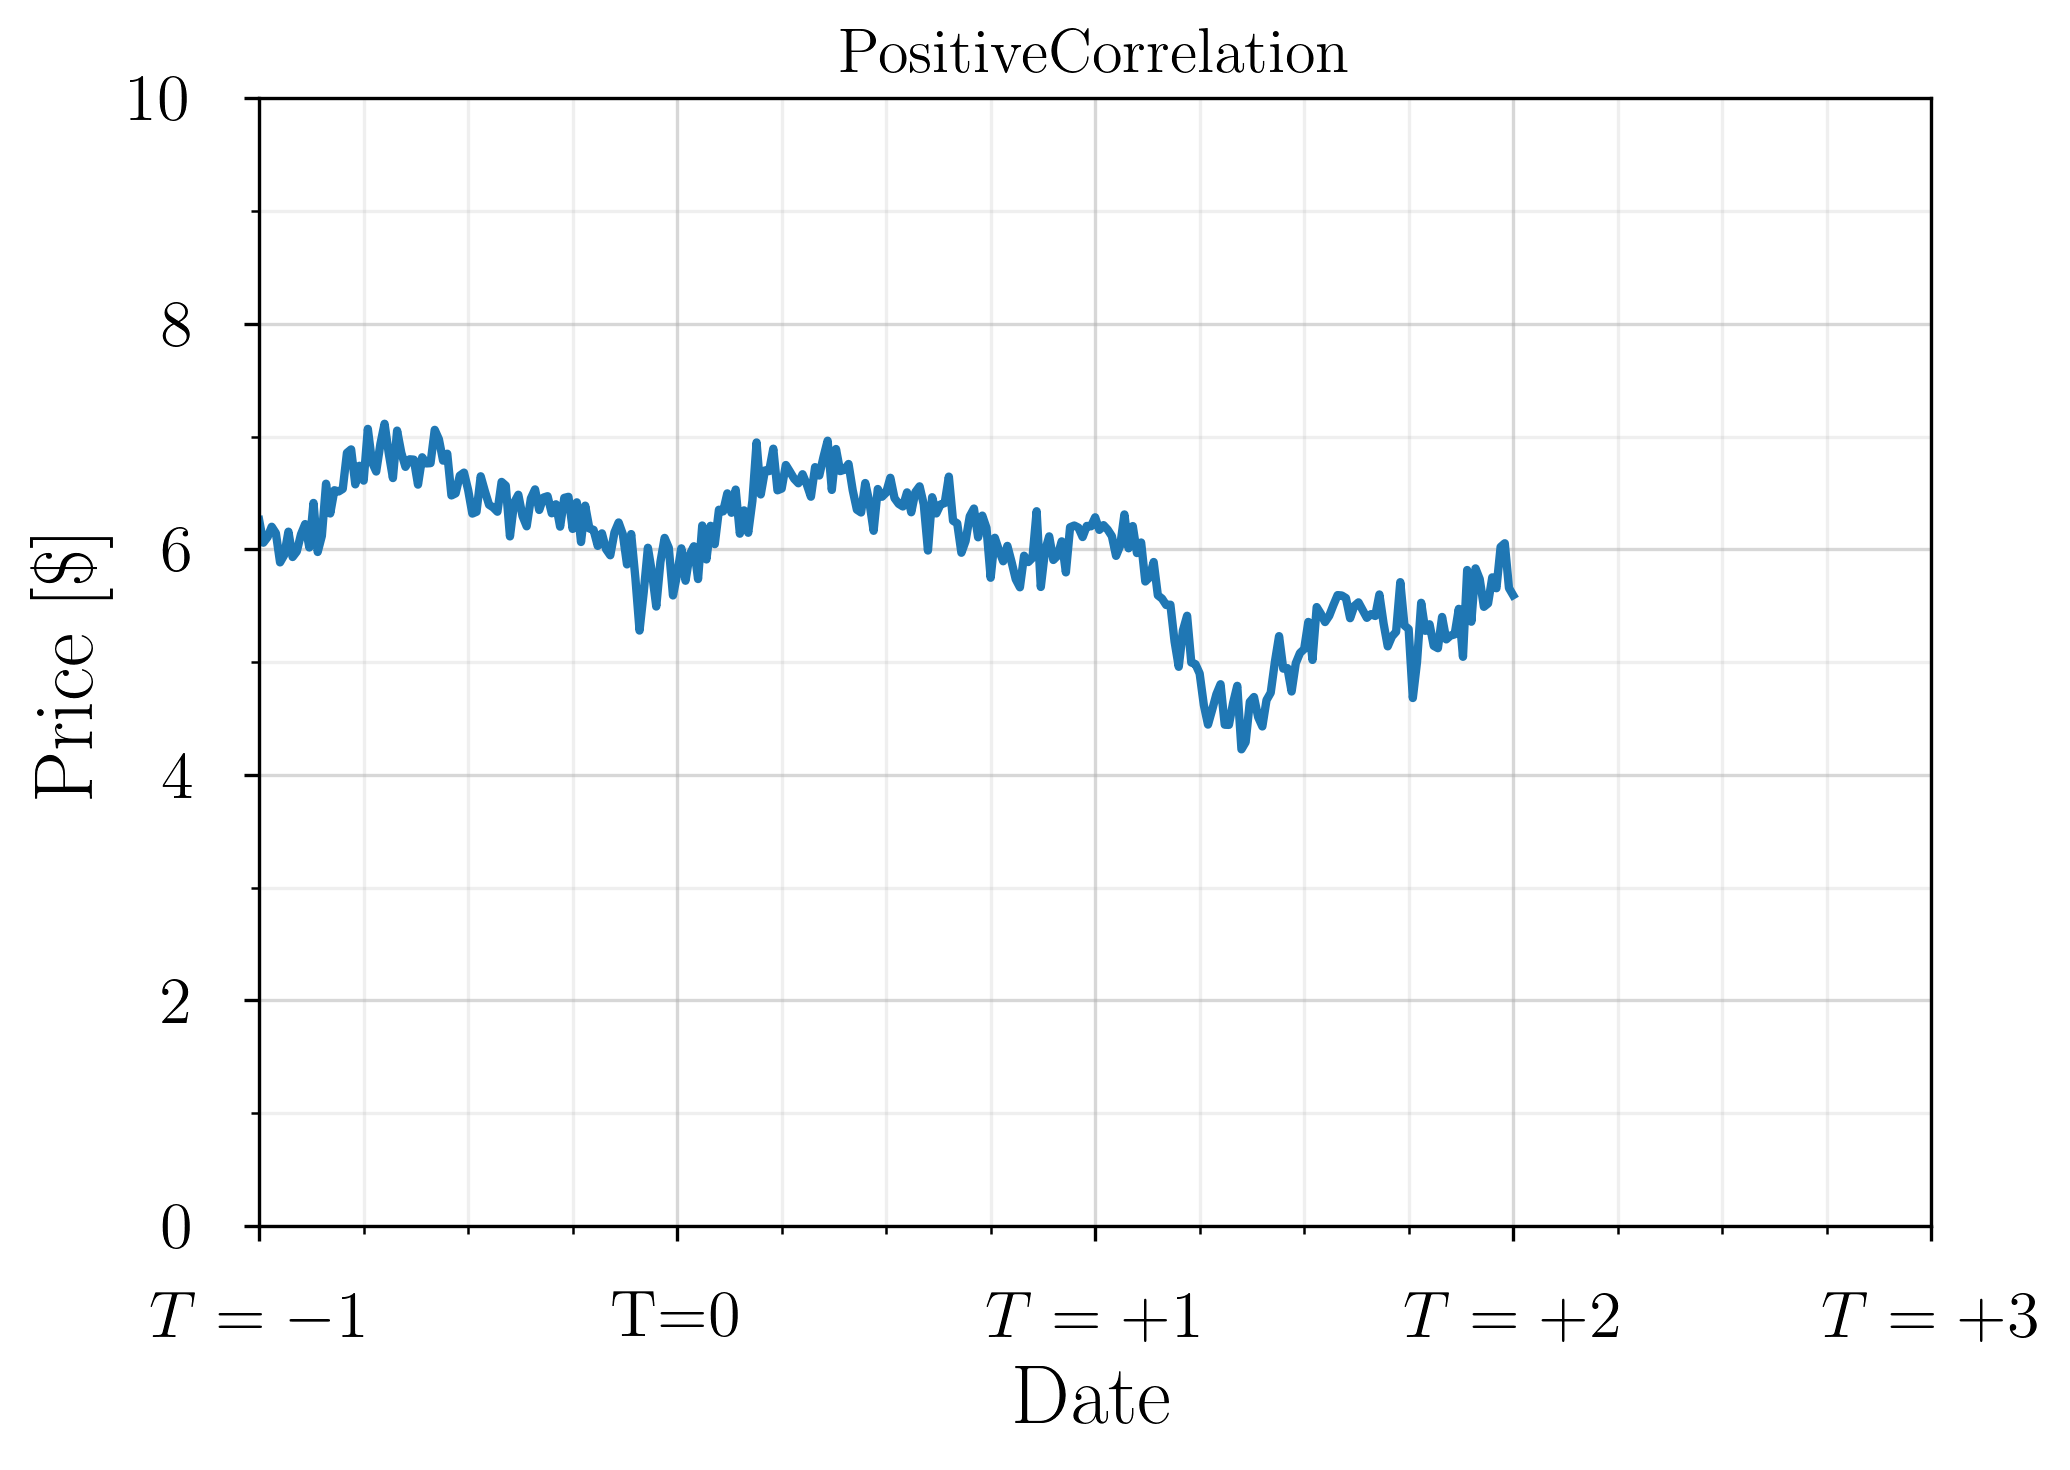 PositiveCorrelation
10
8
6
4
2
0
Price [$]
T = −1 T=0 T = +1 T = +2 T = +3
Date